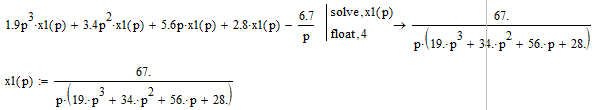 1.9p³·x1(p) + 3.4p²·x1(p) + 5.6p·x1(p) + 2.8·x1(p) − 6.7/p | solve,x1(p) float,4 → 67./(p·(19.·p³ + 34.·p² + 56.·p + 28.))
x1(p) := 67./(p·(19.·p³ + 34.·p² + 56.·p + 28.))